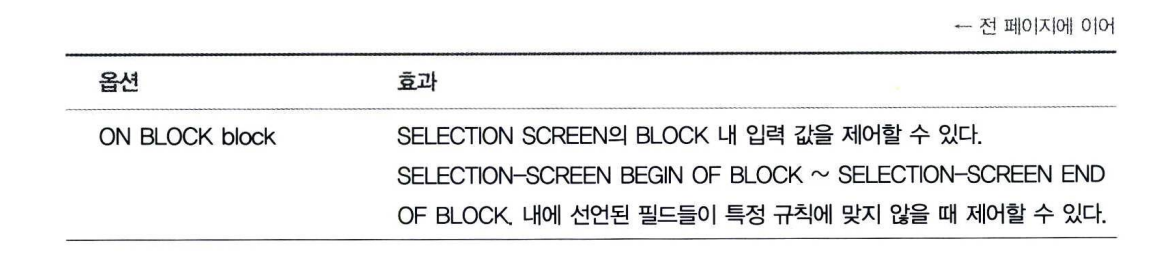 ← 전 페이지에 이어
옵션 효과
ON BLOCK block SELECTION SCREEN의 BLOCK 내 입력 값을 제어할 수 있다.
SELECTION-SCREEN BEGIN OF BLOCK ~ SELECTION-SCREEN END
OF BLOCK. 내에 선언된 필드들이 특정 규칙에 맞지 않을 때 제어할 수 있다.